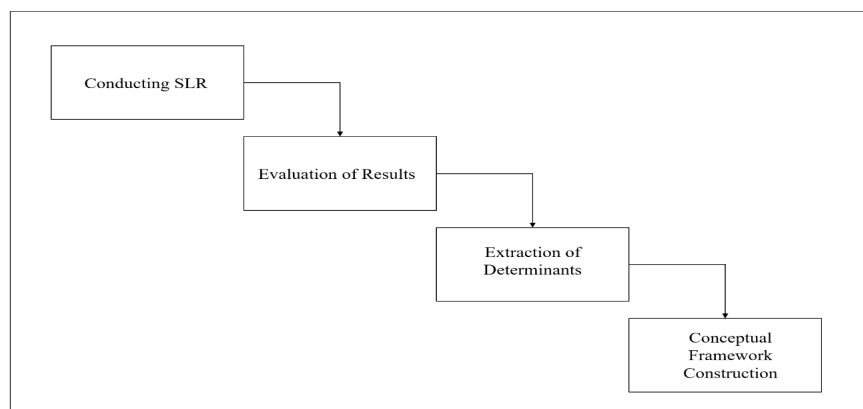 Conducting SLR
Evaluation of Results
Extraction of
Determinants
Conceptual
Framework
Construction